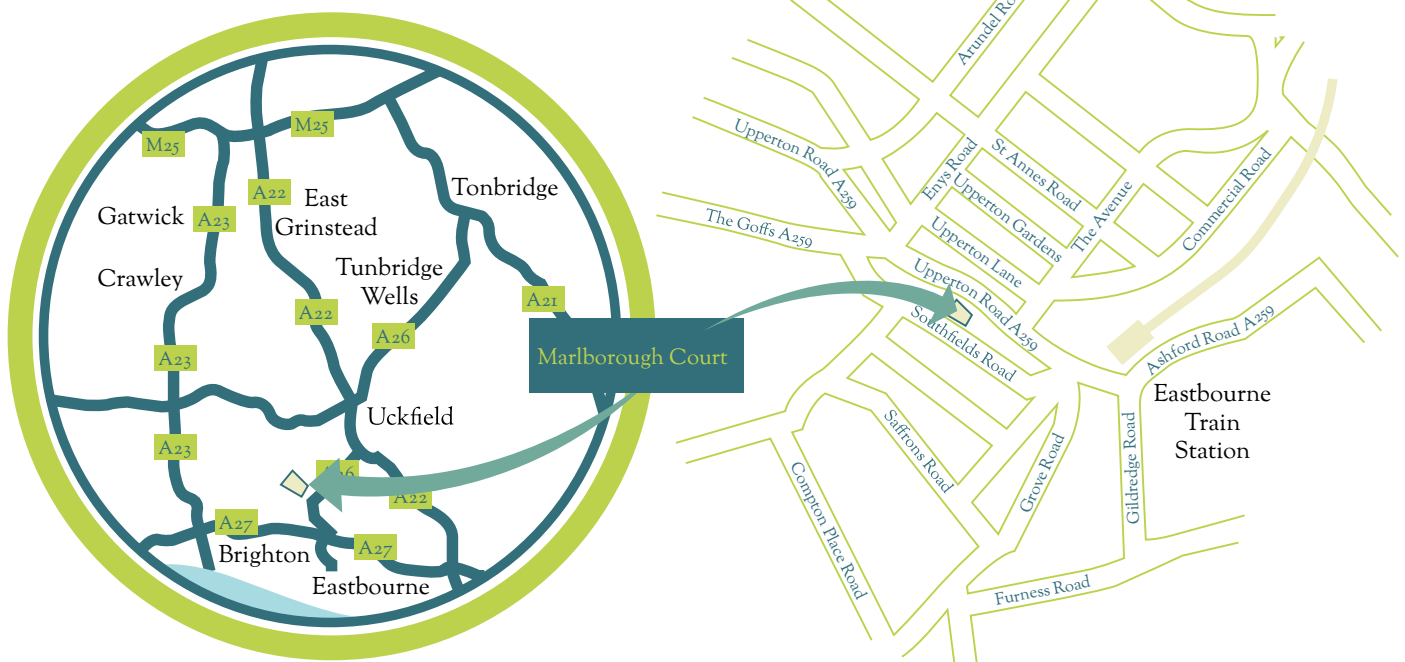 M25
M25
A22
East
Grinstead
Tonbridge
Gatwick
A23
Crawley
Tunbridge
Wells
A22
A21
A26
A23
Marlborough Court
Uckfield
A23
A26
A22
A27
Brighton
A27
Eastbourne
Arundel Ro
Upperton Road A259
Enys Road
St Annes Road
Upperton Gardens
The Avenue
Commercial Road
The Goffs A259
Upperton Lane
Upperton Road A259
Southfields Road
Ashford Road A259
Eastbourne
Train
Station
Saffrons Road
Grove Road
Gildredge Road
Compton Place Road
Furness Road